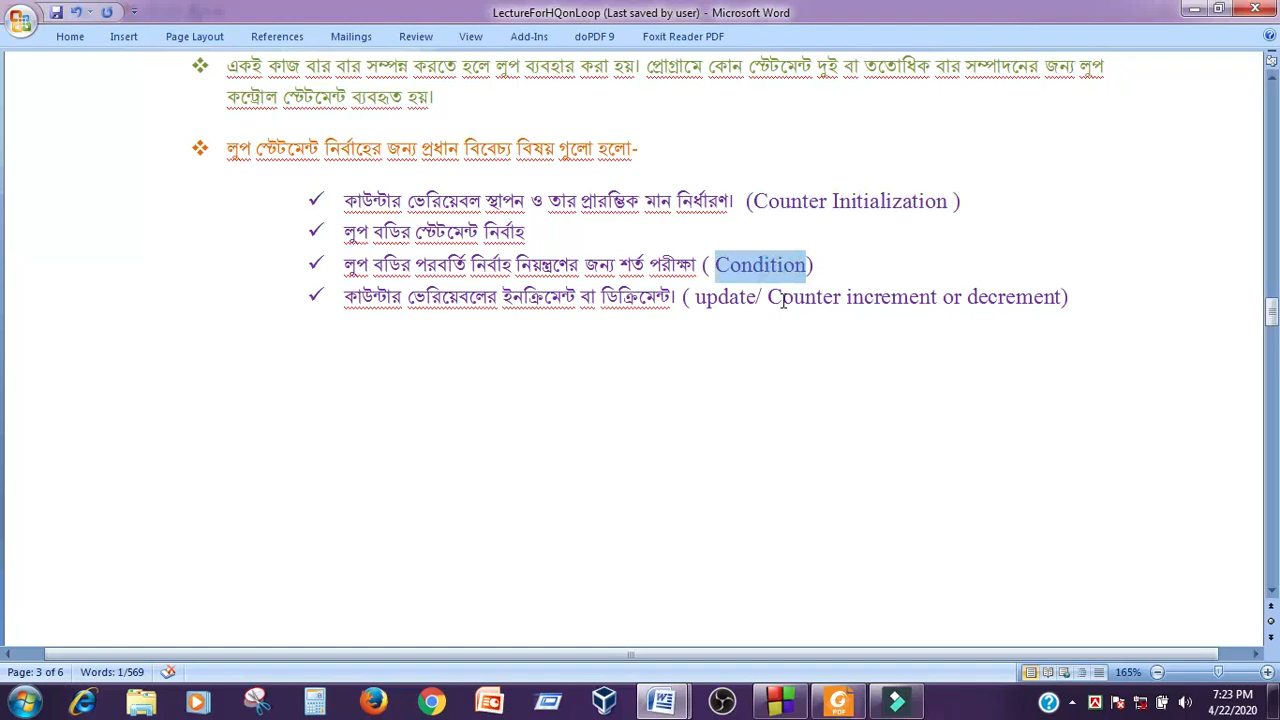 LectureForHQonLoop (Last saved by user) - Microsoft Word
Home Insert Page Layout References Mailings Review View Add-Ins doPDF 9 Foxit Reader PDF
একই কাজ বার বার সম্পন্ন করতে হলে লুপ ব্যবহার করা হয়। প্রোগ্রামে কোন স্টেটমেন্ট দুই বা ততোধিক বার সম্পাদনের জন্য লুপ
কন্ট্রোল স্টেটমেন্ট ব্যবহৃত হয়।
লুপ স্টেটমেন্ট নির্বাহের জন্য প্রধান বিবেচ্য বিষয় গুলো হলো-
কাউন্টার ভেরিয়েবল স্থাপন ও তার প্রারম্ভিক মান নির্ধারণ। (Counter Initialization )
লুপ বডির স্টেটমেন্ট নির্বাহ
লুপ বডির পরবর্তি নির্বাহ নিয়ন্ত্রণের জন্য শর্ত পরীক্ষা ( Condition)
কাউন্টার ভেরিয়েবলের ইনক্রিমেন্ট বা ডিক্রিমেন্ট। ( update/ Counter increment or decrement)
Page: 3 of 6 Words: 1/569 165%
7:23 PM
4/22/2020